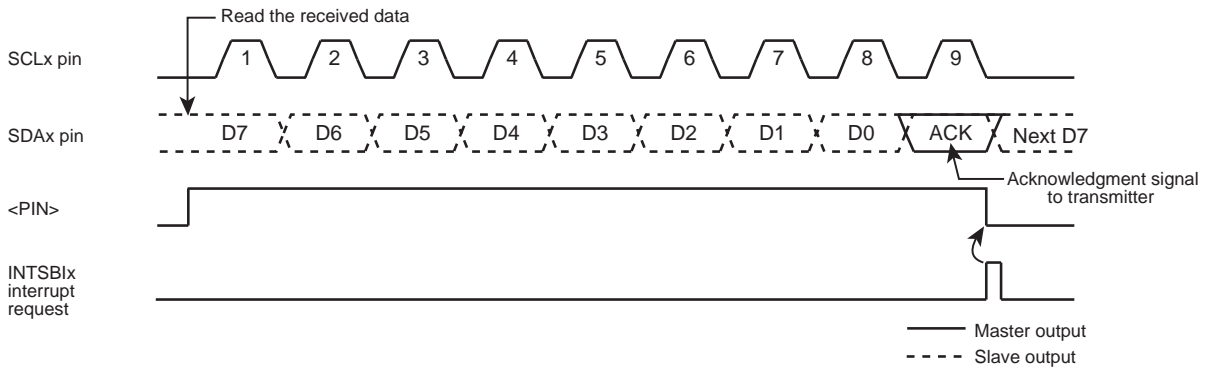 Read the received data
SCLx pin
1 2 3 4 5 6 7 8 9
SDAx pin
D7 D6 D5 D4 D3 D2 D1 D0 ACK Next D7
Acknowledgment signal
to transmitter
<PIN>
INTSBIx
interrupt
request
Master output
Slave output